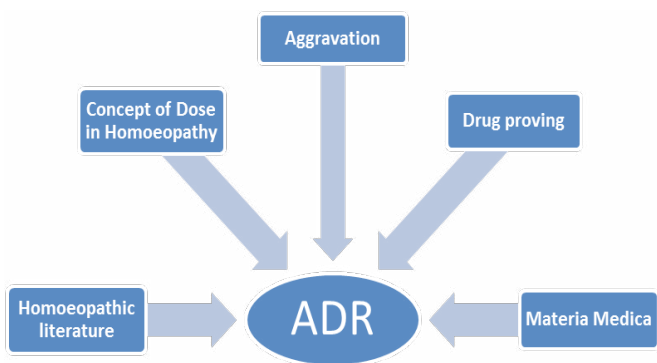 Aggravation
Concept of Dose
in Homoeopathy
Drug proving
Homoeopathic
literature
ADR
Materia Medica